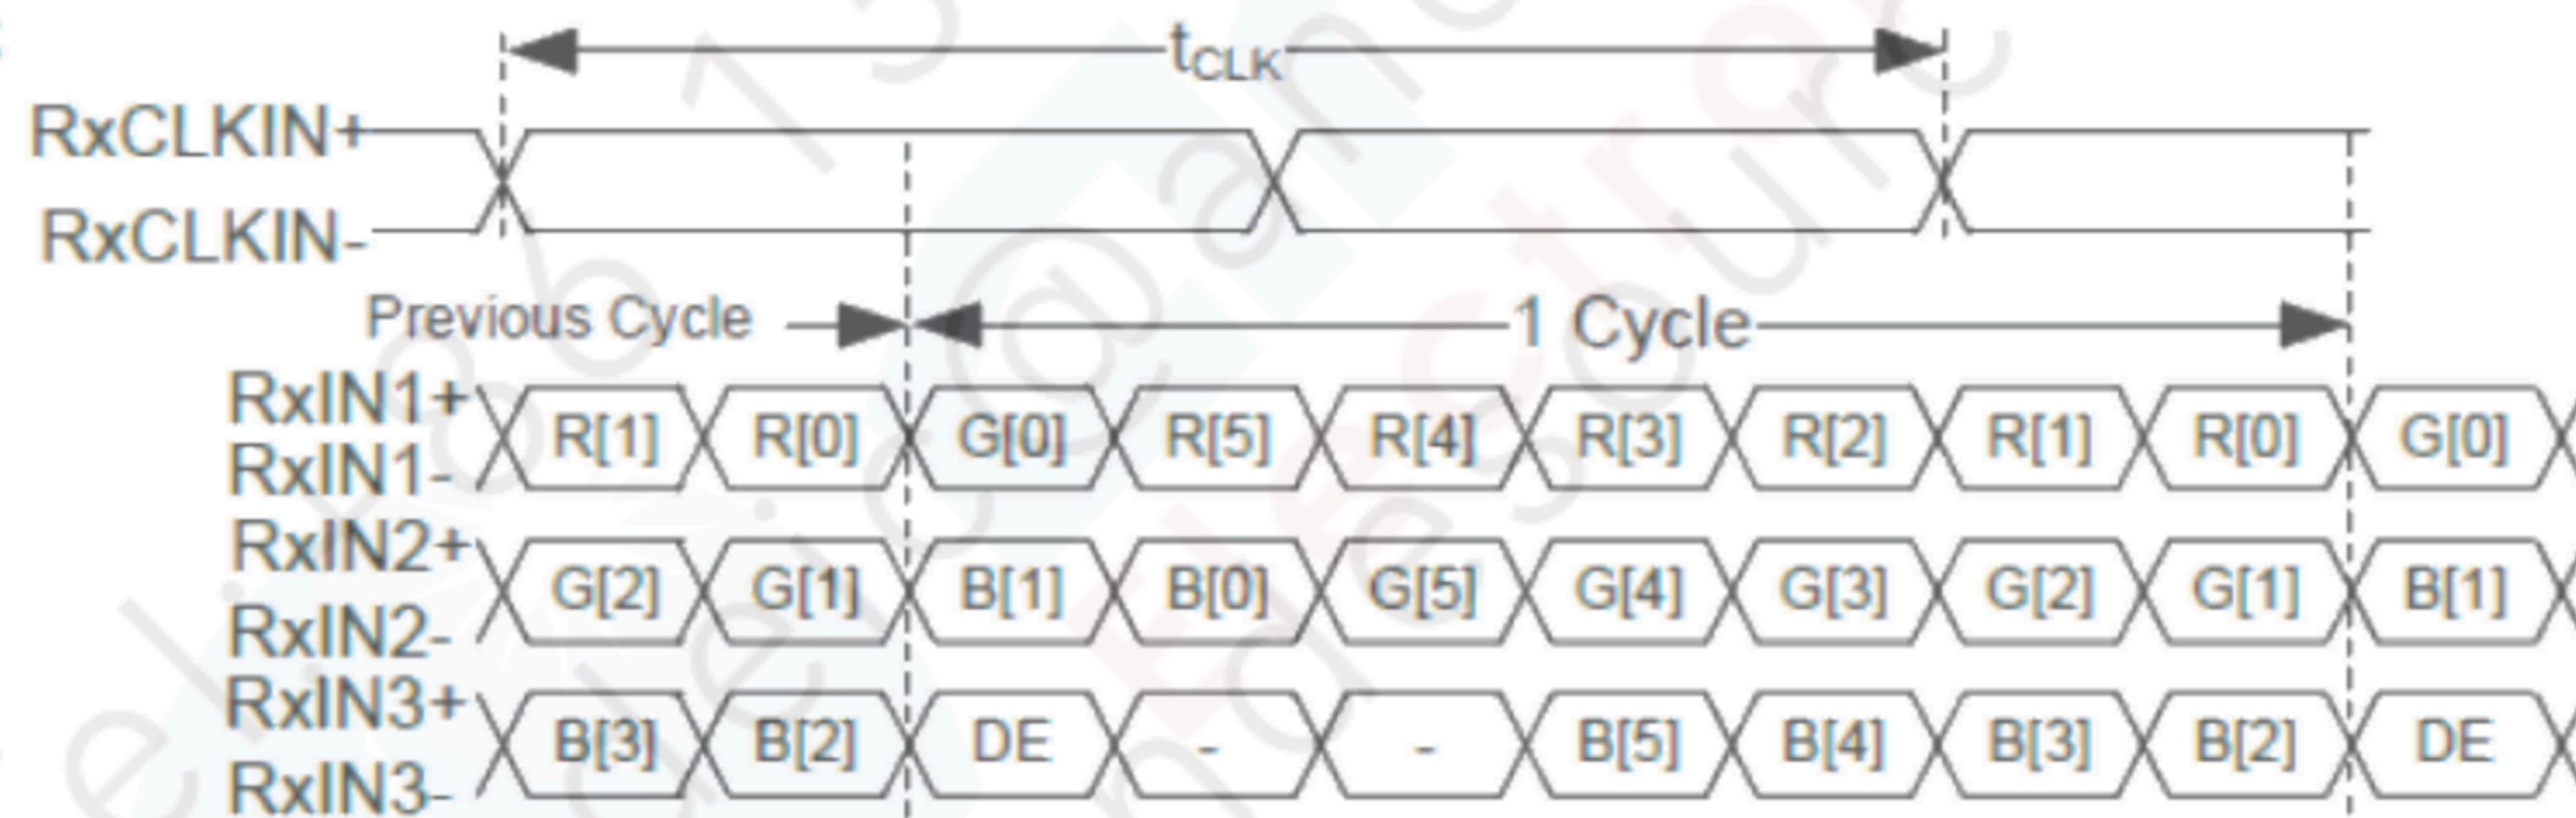 tCLK
RxCLKIN+
RxCLKIN-
Previous Cycle 1 Cycle
RxIN1+
RxIN1-
R[1] R[0] G[0] R[5] R[4] R[3] R[2] R[1] R[0] G[0]
RxIN2+
RxIN2-
G[2] G[1] B[1] B[0] G[5] G[4] G[3] G[2] G[1] B[1]
RxIN3+
RxIN3-
B[3] B[2] DE - - B[5] B[4] B[3] B[2] DE